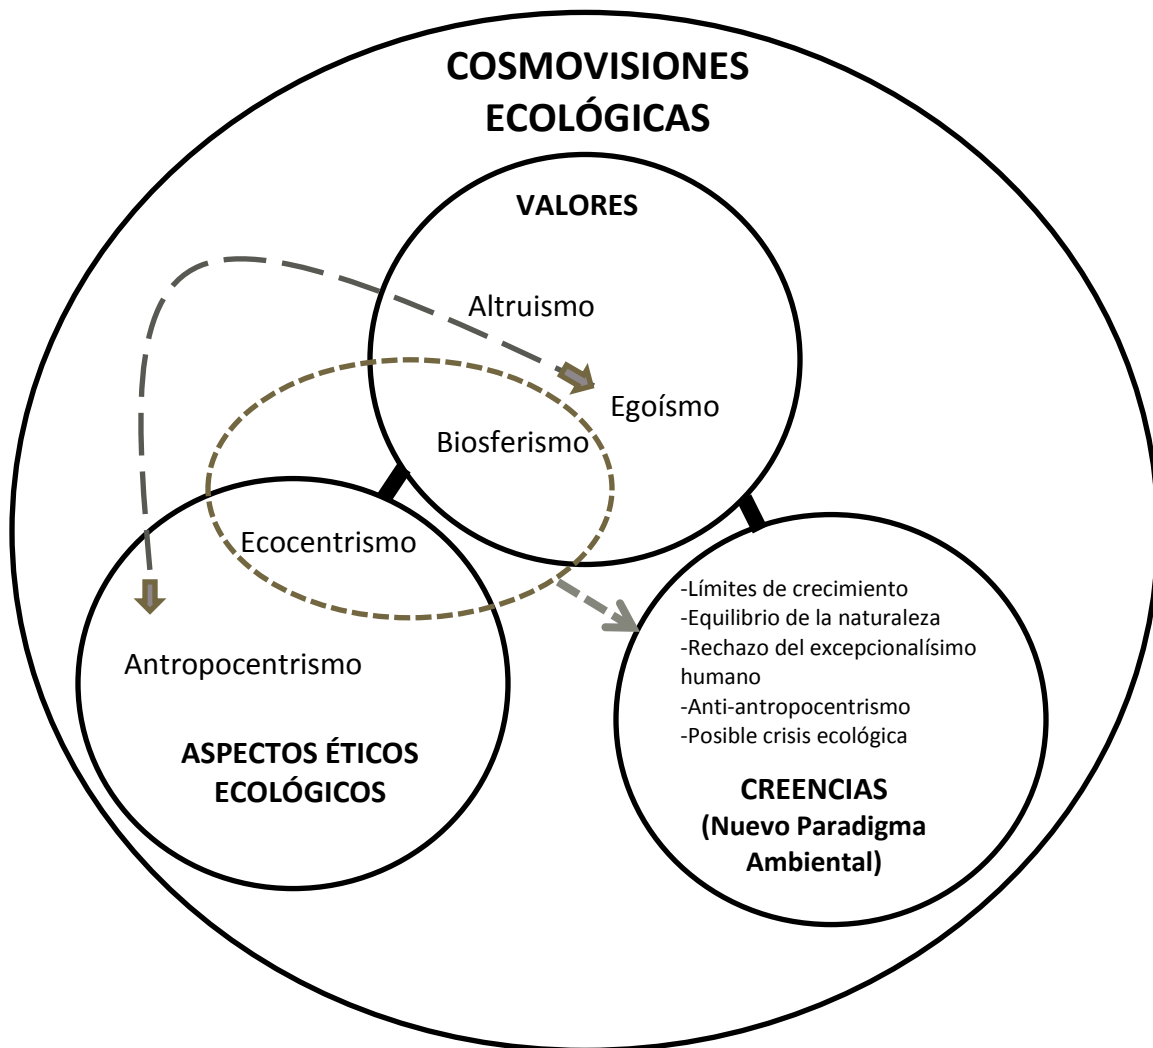 COSMOVISIONES
ECOLÓGICAS
VALORES
Altruismo
Egoísmo
Biosferismo
Ecocentrismo
Antropocentrismo
ASPECTOS ÉTICOS
ECOLÓGICOS
-Límites de crecimiento
-Equilibrio de la naturaleza
-Rechazo del excepcionalísimo
humano
-Anti-antropocentrismo
-Posible crisis ecológica
CREENCIAS
(Nuevo Paradigma
Ambiental)